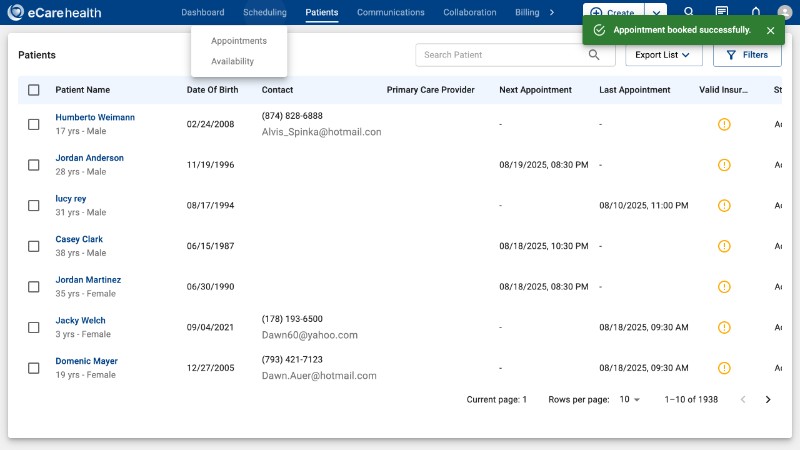 eCarehealth
Dashboard
Scheduling
Patients
Communications
Collaboration
Billing
Create
Appointment booked successfully.
Appointments
Availability
Patients
Search Patient
Export List
Filters
Patient Name
Date Of Birth
Contact
Primary Care Provider
Next Appointment
Last Appointment
Valid Insur...
St
Humberto Weimann
17 yrs - Male
02/24/2008
(874) 828-6888
Alvis_Spinka@hotmail.con
-
-
Jordan Anderson
28 yrs - Male
11/19/1996
08/19/2025, 08:30 PM
-
lucy rey
31 yrs - Male
08/17/1994
-
08/10/2025, 11:00 PM
Casey Clark
38 yrs - Male
06/15/1987
08/18/2025, 10:30 PM
-
Jordan Martinez
35 yrs - Female
06/30/1990
08/18/2025, 08:30 PM
-
Jacky Welch
3 yrs - Female
09/04/2021
(178) 193-6500
Dawn60@yahoo.com
-
08/18/2025, 09:30 AM
Domenic Mayer
19 yrs - Female
12/27/2005
(793) 421-7123
Dawn.Auer@hotmail.com
-
08/18/2025, 09:30 AM
Current page: 1
Rows per page:
10
1–10 of 1938